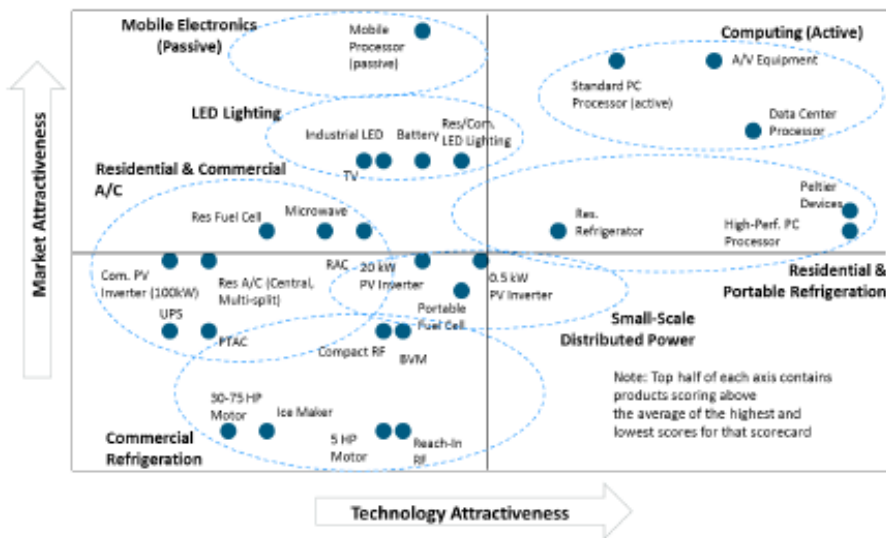 Mobile Electronics
(Passive)
Mobile
Processor
(passive)
Computing (Active)
A/V Equipment
Standard PC
Processor (active)
Data Center
Processor
LED Lighting
Industrial LED
Battery
Res/Com.
LED Lighting
TV
Residential & Commercial
A/C
Res Fuel Cell
Microwave
Res.
Refrigerator
Peltier
Devices
High-Perf. PC
Processor
Com. PV
Inverter (100kW)
Res A/C (Central,
Multi-split)
RAC
20 kW
PV Inverter
0.5 kW
PV Inverter
Residential &
Portable Refrigeration
UPS
PTAC
Portable
Fuel Cell
Compact RF
BVM
Small-Scale
Distributed Power
Note: Top half of each axis contains
products scoring above
the average of the highest and
lowest scores for that scorecard
30-75 HP
Motor
Ice Maker
5 HP
Motor
Reach-In
RF
Commercial
Refrigeration
Market Attractiveness
Technology Attractiveness